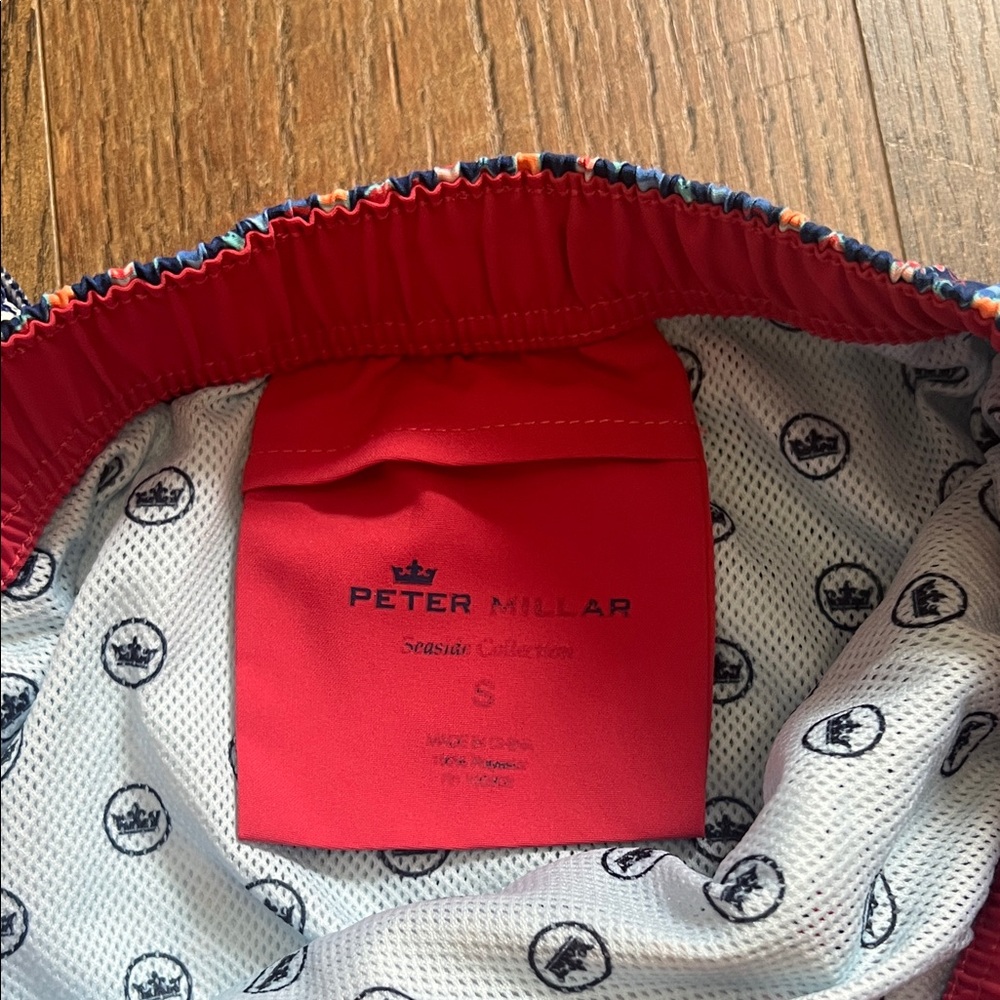 PETER MILLAR
Seaside Collection
S
MADE IN CHINA
100% Polyester